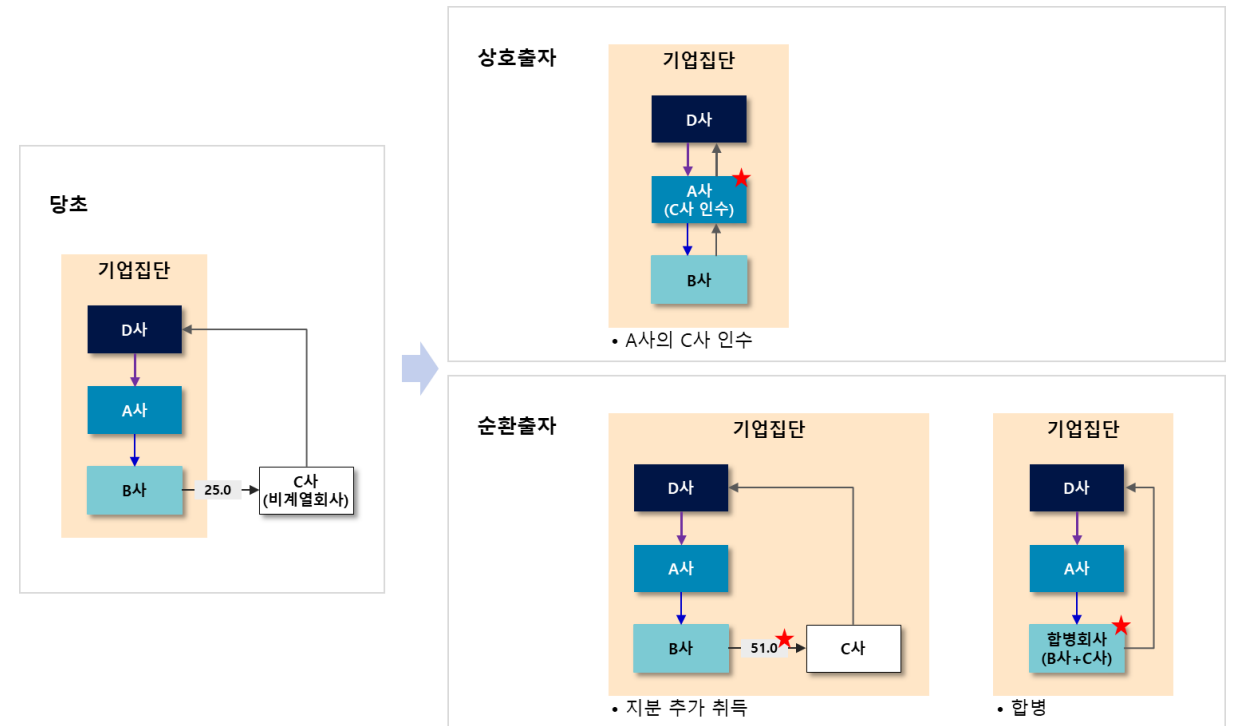 당초
기업집단
D사
A사
B사
25.0
C사
(비계열회사)
상호출자
기업집단
D사
A사
(C사 인수)
B사
• A사의 C사 인수
순환출자
기업집단
D사
A사
B사
51.0
C사
• 지분 추가 취득
기업집단
D사
A사
합병회사
(B사+C사)
• 합병